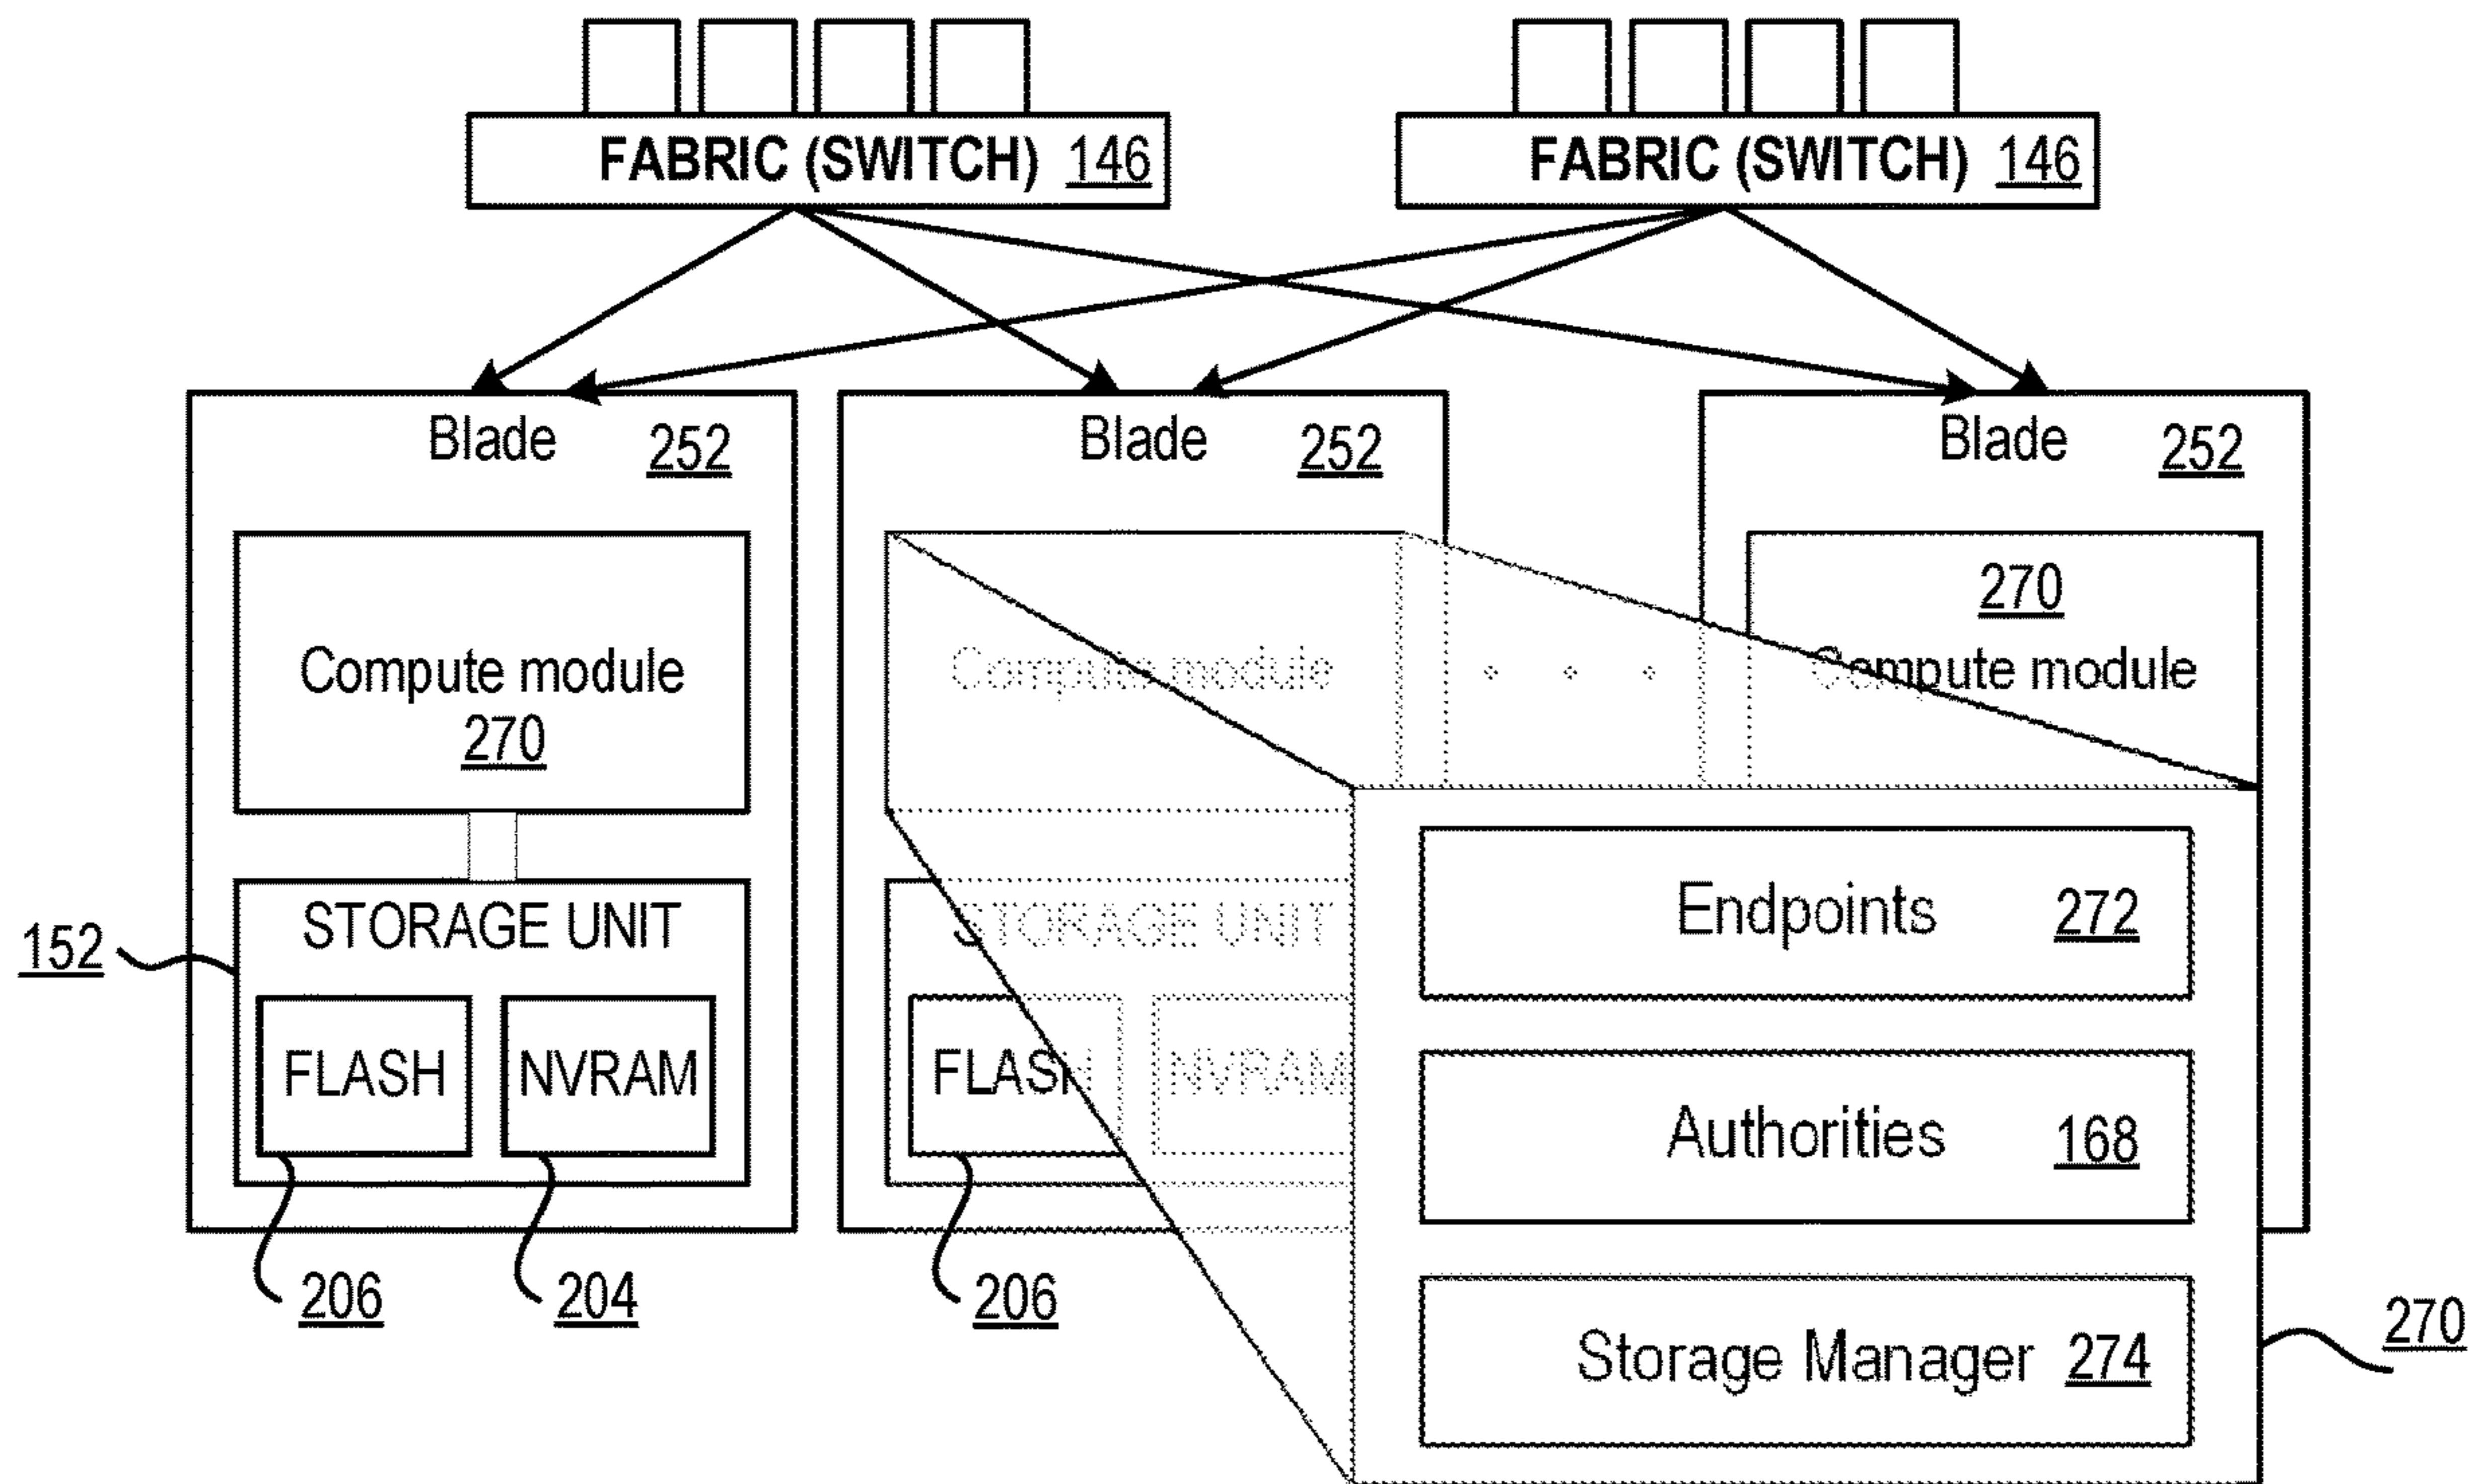 FABRIC (SWITCH) 146
FABRIC (SWITCH) 146
Blade 252
Blade 252
Blade 252
Compute module
270
Compute module
. . .
270
Compute module
152
STORAGE UNIT
FLASH
NVRAM
206
204
STORAGE UNIT
FLASH
NVRAM
206
Endpoints 272
Authorities 168
Storage Manager 274
270